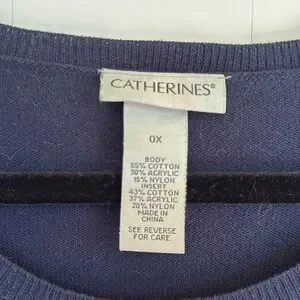 CATHERINES®
0X
BODY
55% COTTON
30% ACRYLIC
15% NYLON
INSERT
43% COTTON
37% ACRYLIC
20% NYLON
MADE IN
CHINA
SEE REVERSE
FOR CARE